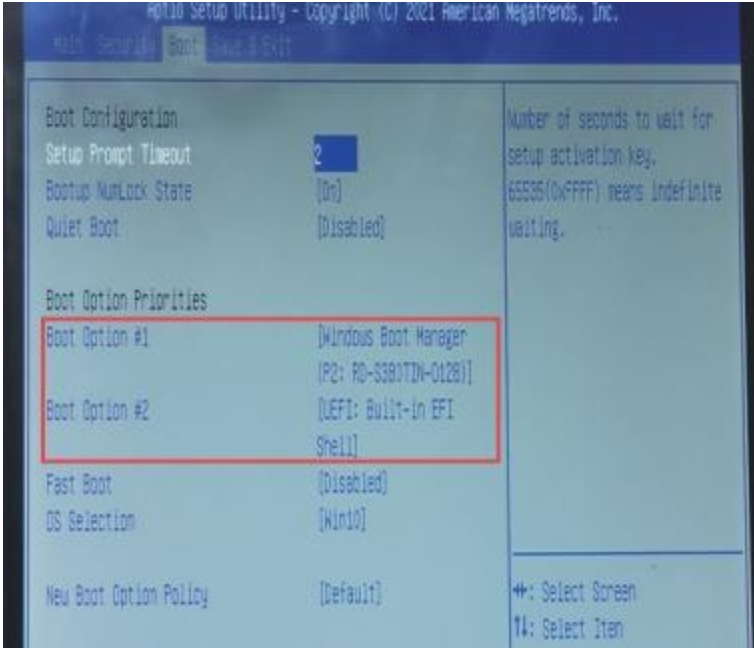 Aptio Setup Utility - Copyright (C) 2021 American Megatrends, Inc.
Main Security Boot Save & Exit
Boot Configuration
Setup Prompt Timeout 2
Bootup NumLock State [On]
Quiet Boot [Disabled]
Boot Option Priorities
Boot Option #1 [Windows Boot Manager
(P2:
Boot Option #2 [UEFI: Built-in EFI
Shell]
Fast Boot [Disabled]
OS Selection [Win10]
New Boot Option Policy [Default]
Number of seconds to wait for
setup activation key.
65535(0xFFFF) means indefinite
waiting.
: Select Screen
↑↓: Select Item